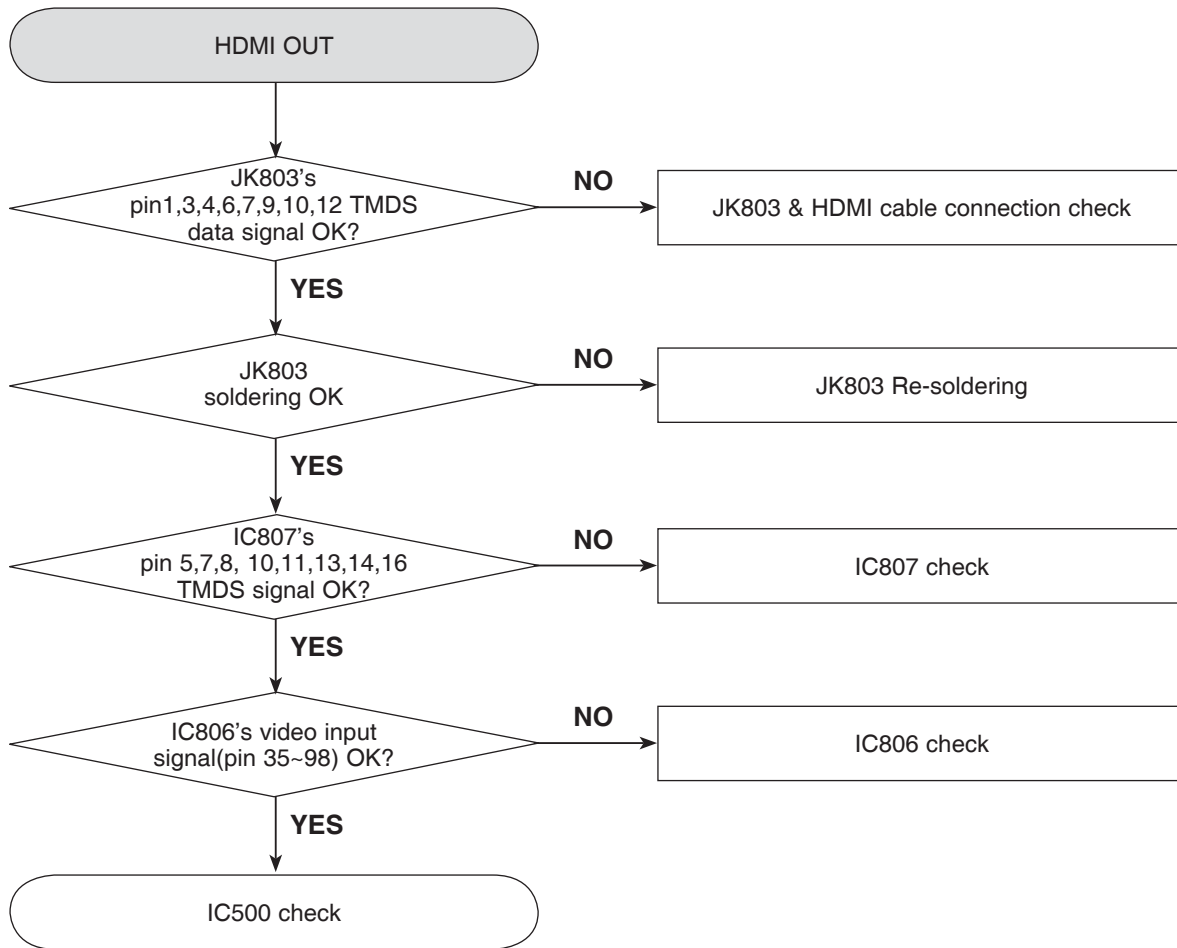 HDMI OUT
JK803's
pin1,3,4,6,7,9,10,12 TMDS
data signal OK?
NO
JK803 & HDMI cable connection check
YES
JK803
soldering OK
NO
JK803 Re-soldering
YES
IC807's
pin 5,7,8, 10,11,13,14,16
TMDS signal OK?
NO
IC807 check
YES
IC806's video input
signal(pin 35~98) OK?
NO
IC806 check
YES
IC500 check